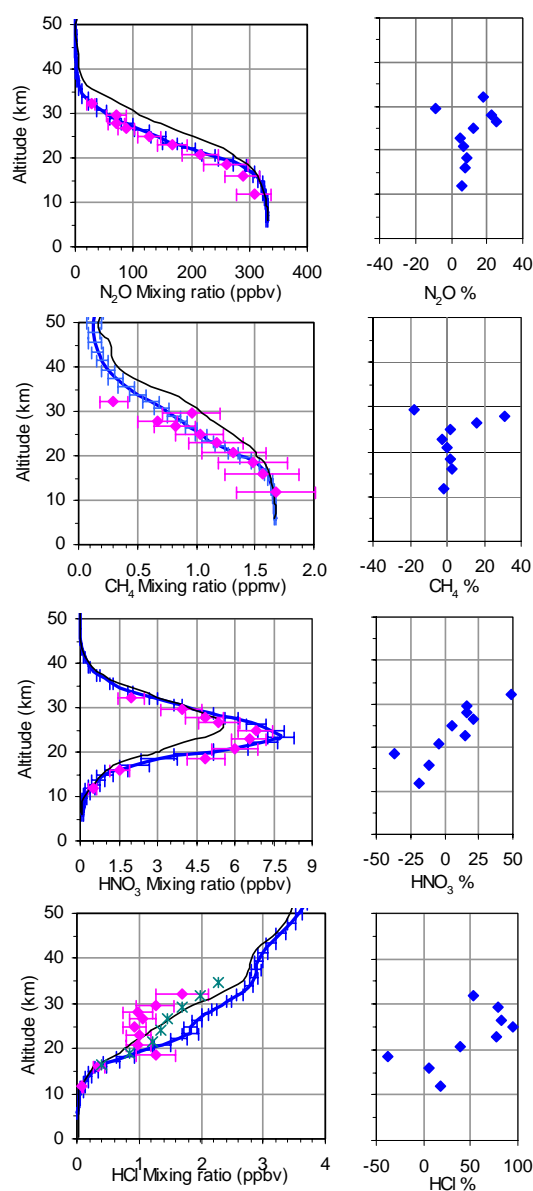 50
40
30
20
10
0
Altitude (km)
0 100 200 300 400
N₂O Mixing ratio (ppbv)
-40 -20 0 20 40
N₂O %
50
40
30
20
10
0
Altitude (km)
0.0 0.5 1.0 1.5 2.0
CH₄ Mixing ratio (ppmv)
-40 -20 0 20 40
CH₄ %
50
40
30
20
10
0
Altitude (km)
0 1.5 3 4.5 6 7.5 9
HNO₃ Mixing ratio (ppbv)
-50 -25 0 25 50
HNO₃ %
50
40
30
20
10
0
Altitude (km)
0 1 2 3 4
HCl Mixing ratio (ppbv)
-50 0 50 100
HCl %